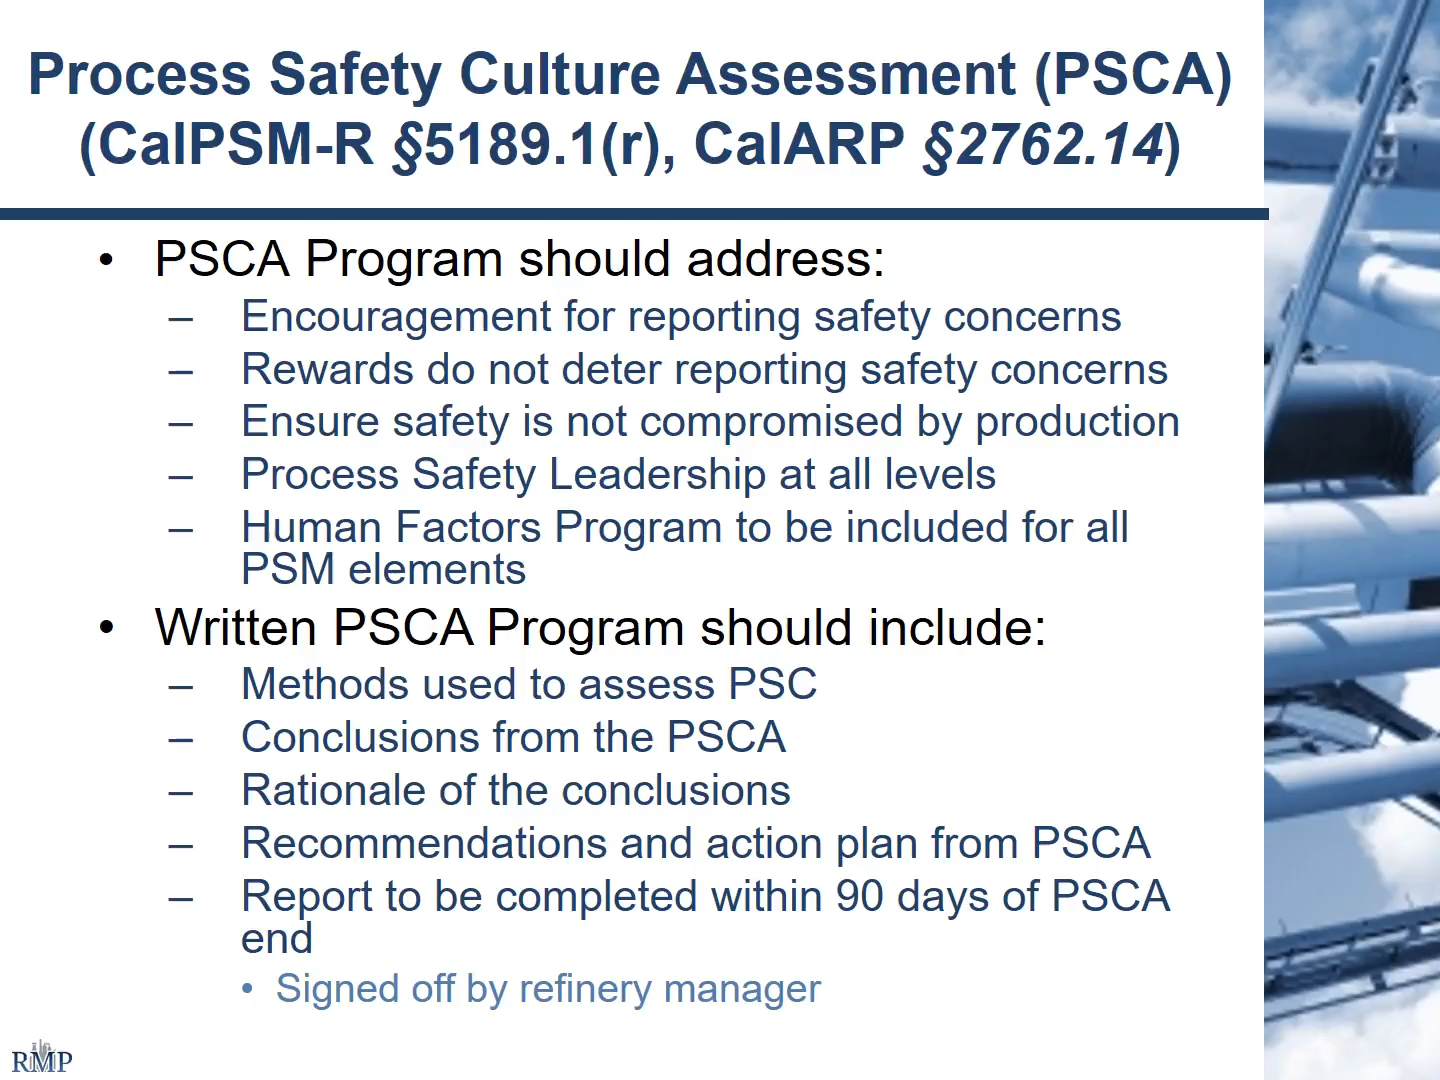 Process Safety Culture Assessment (PSCA)
(CalPSM-R §5189.1(r), CalARP §2762.14)
• PSCA Program should address:
– Encouragement for reporting safety concerns
– Rewards do not deter reporting safety concerns
– Ensure safety is not compromised by production
– Process Safety Leadership at all levels
– Human Factors Program to be included for all
PSM elements
• Written PSCA Program should include:
– Methods used to assess PSC
– Conclusions from the PSCA
– Rationale of the conclusions
– Recommendations and action plan from PSCA
– Report to be completed within 90 days of PSCA
end
• Signed off by refinery manager
RMP